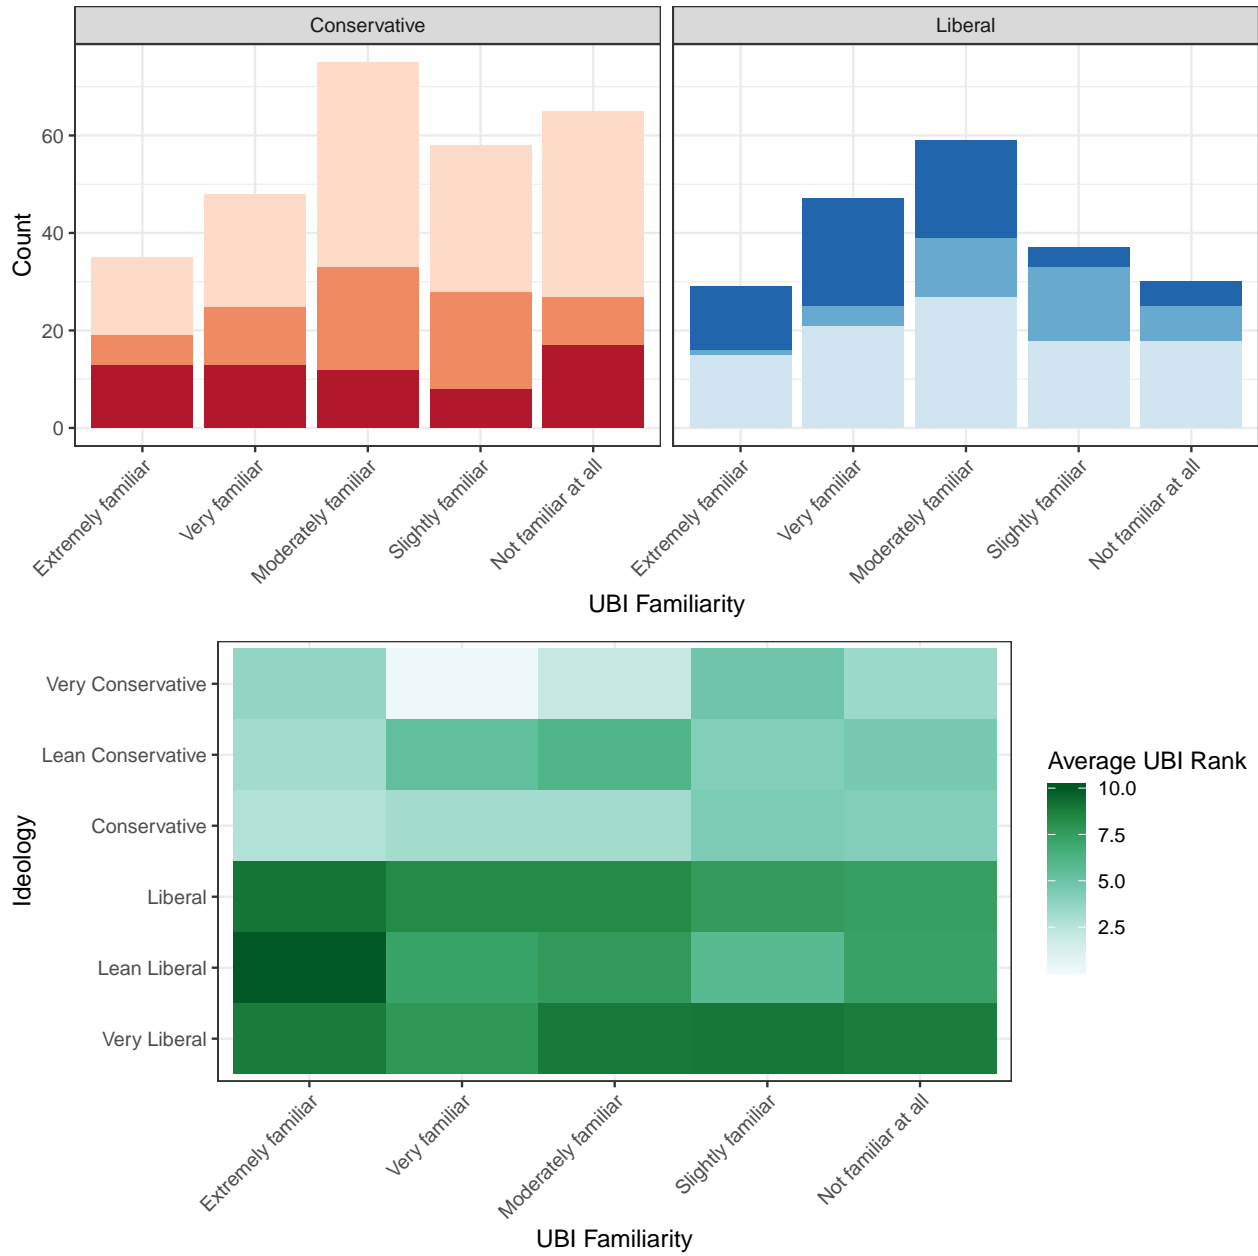 Conservative
Liberal
Count
60
40
20
0
Extremely familiar
Very familiar
Moderately familiar
Slightly familiar
Not familiar at all
Extremely familiar
Very familiar
Moderately familiar
Slightly familiar
Not familiar at all
UBI Familiarity
Ideology
Very Conservative
Lean Conservative
Conservative
Liberal
Lean Liberal
Very Liberal
Average UBI Rank
10.0
7.5
5.0
2.5
Extremely familiar
Very familiar
Moderately familiar
Slightly familiar
Not familiar at all
UBI Familiarity